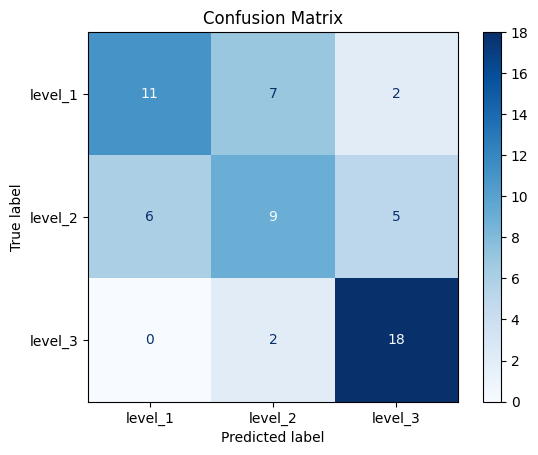 Confusion Matrix
True label
level_1
11 7 2
level_2
6 9 5
level_3
0 2 18
level_1 level_2 level_3
Predicted label
18
16
14
12
10
8
6
4
2
0